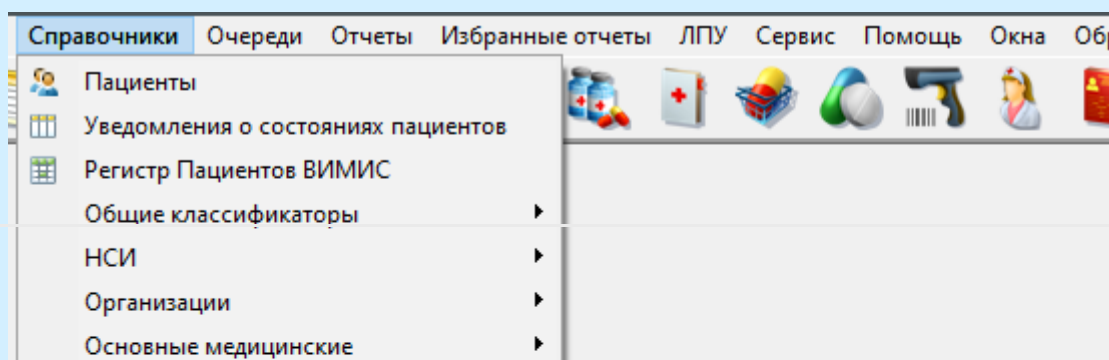 Справочники Очереди Отчеты Избранные отчеты ЛПУ Сервис Помощь Окна
Пациенты
Уведомления о состояниях пациентов
Регистр Пациентов ВИМИС
Общие классификаторы
НСИ
Организации
Основные медицинские